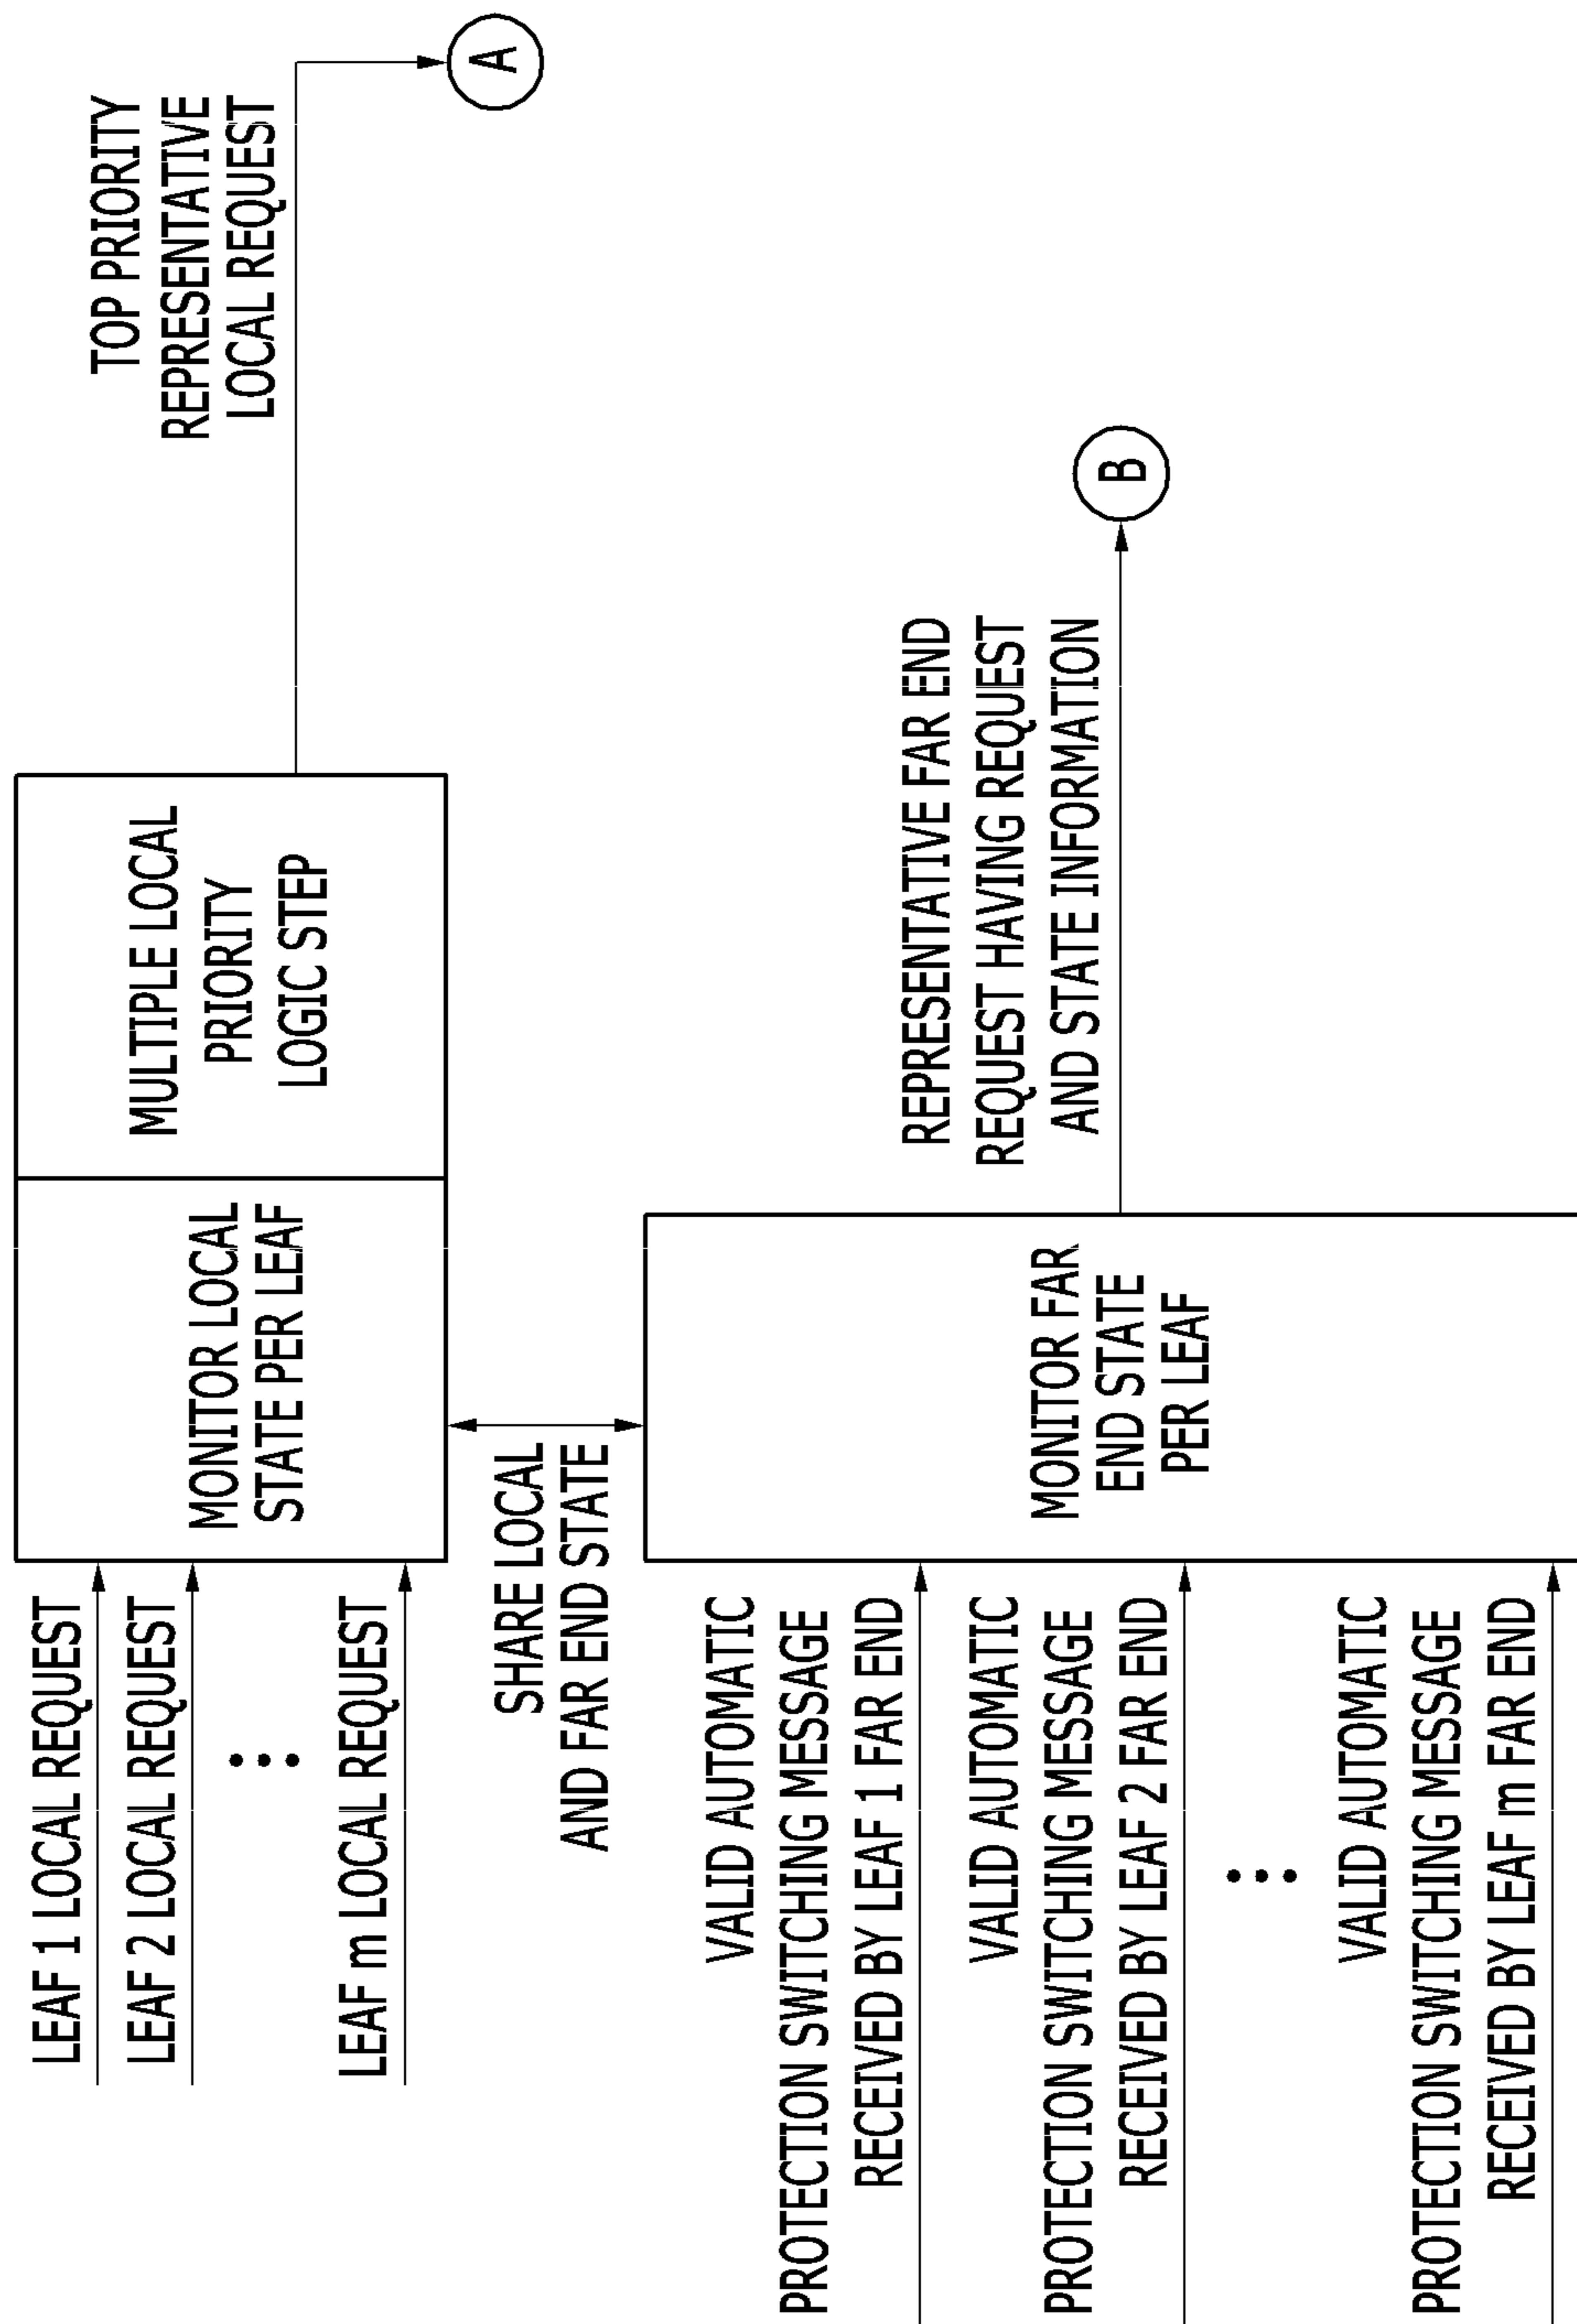 LEAF 1 LOCAL REQUEST
LEAF 2 LOCAL REQUEST
LEAF m LOCAL REQUEST
MONITOR LOCAL
STATE PER LEAF
MULTIPLE LOCAL
PRIORITY
LOGIC STEP
TOP PRIORITY
REPRESENTATIVE
LOCAL REQUEST
A
SHARE LOCAL
AND FAR END STATE
VALID AUTOMATIC
PROTECTION SWITCHING MESSAGE
RECEIVED BY LEAF 1 FAR END
VALID AUTOMATIC
PROTECTION SWITCHING MESSAGE
RECEIVED BY LEAF 2 FAR END
VALID AUTOMATIC
PROTECTION SWITCHING MESSAGE
RECEIVED BY LEAF m FAR END
MONITOR FAR
END STATE
PER LEAF
REPRESENTATIVE FAR END
REQUEST HAVING REQUEST
AND STATE INFORMATION
B